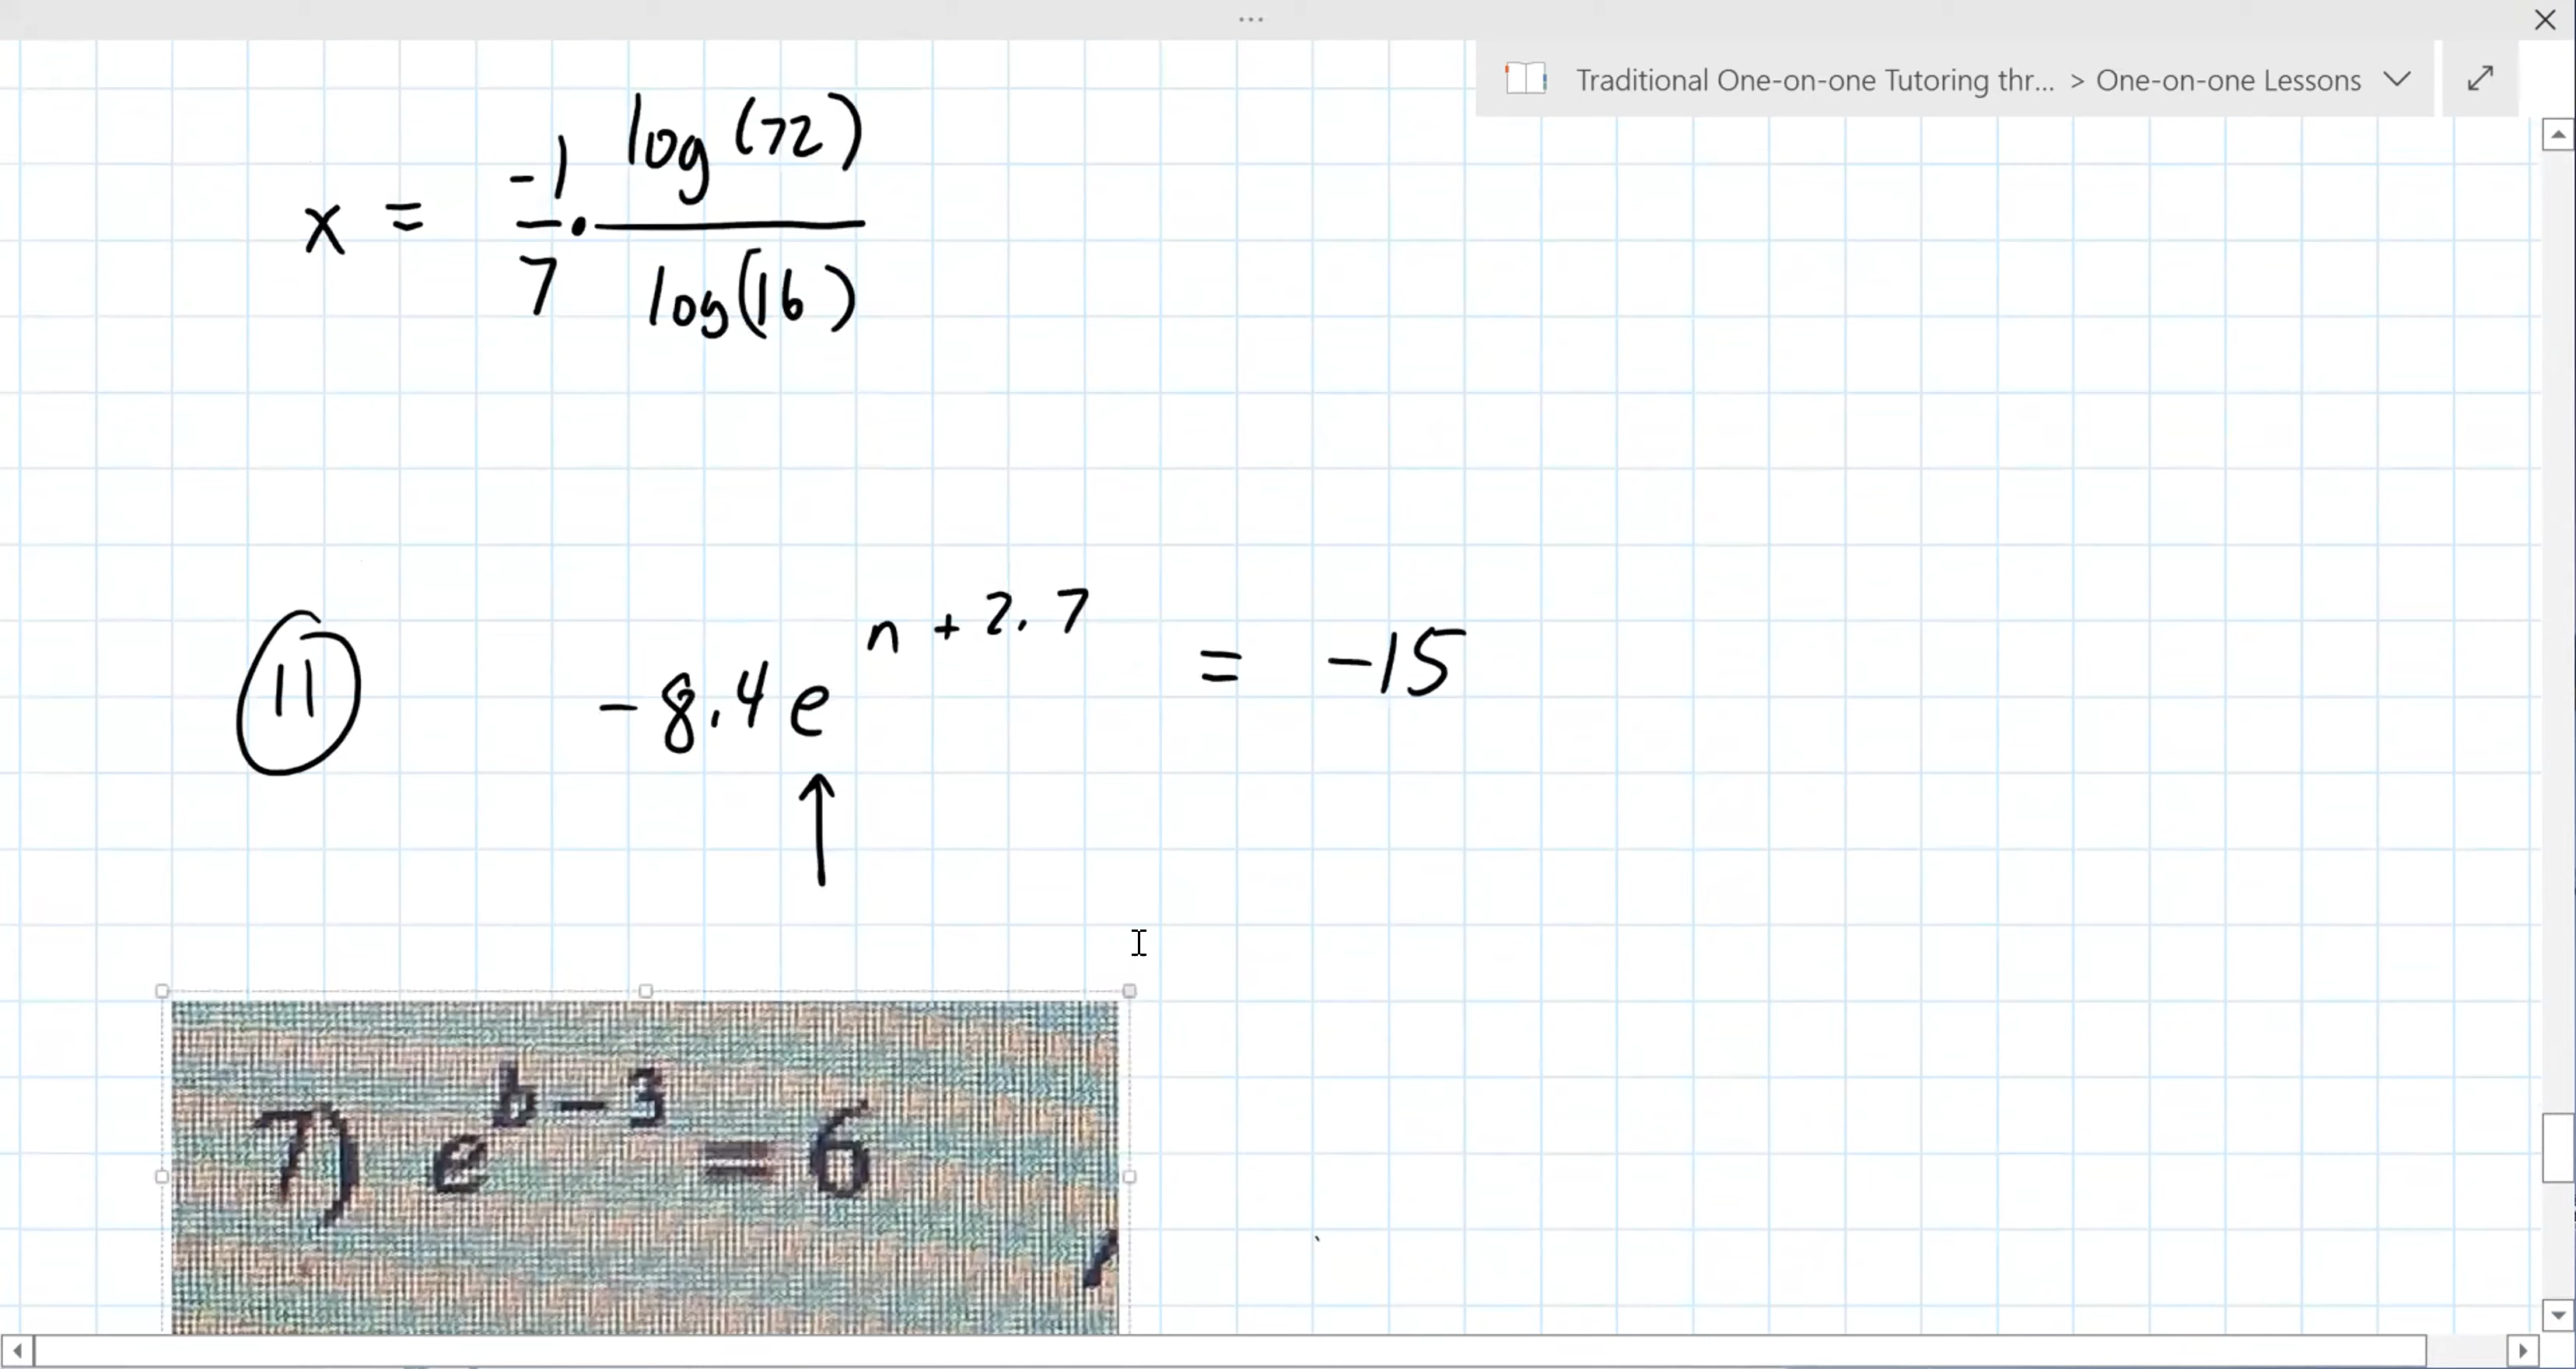 ...
Traditional One-on-one Tutoring thr... > One-on-one Lessons
x = -1/7 · log(72)/log(16)
11 -8.4e^{n+2.7} = -15
7) e^{b-3} = 6